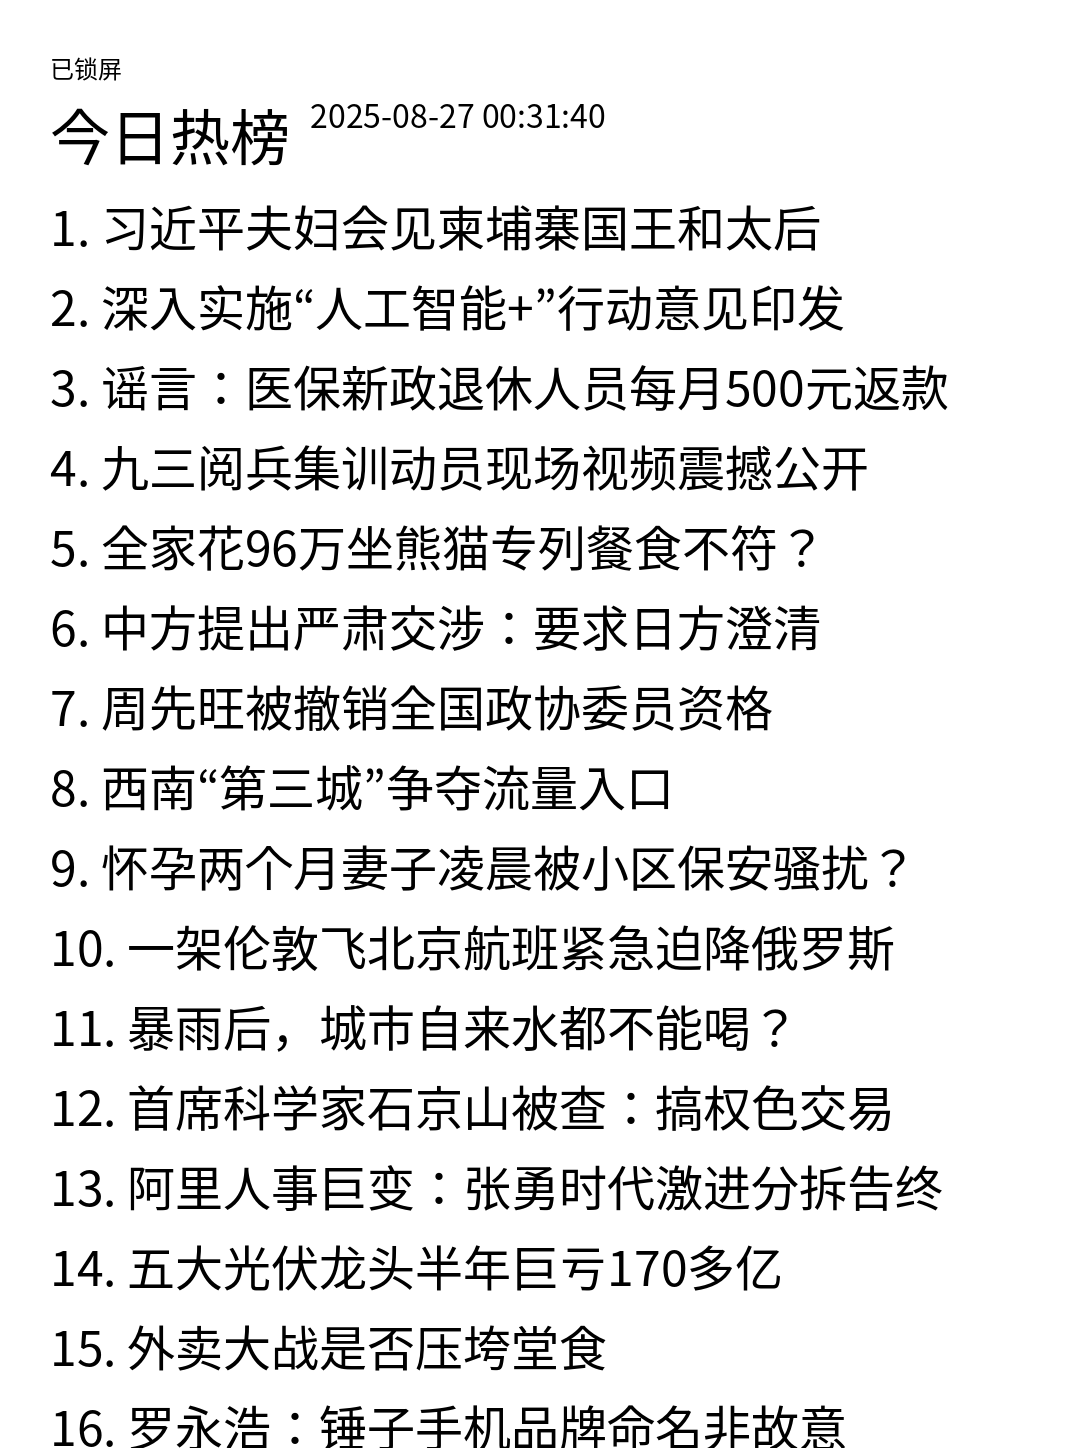 已锁屏
今日热榜 2025-08-27 00:31:40
1. 习近平夫妇会见柬埔寨国王和太后
2. 深入实施“人工智能+”行动意见印发
3. 谣言：医保新政退休人员每月500元返款
4. 九三阅兵集训动员现场视频震撼公开
5. 全家花96万坐熊猫专列餐食不符？
6. 中方提出严肃交涉：要求日方澄清
7. 周先旺被撤销全国政协委员资格
8. 西南“第三城”争夺流量入口
9. 怀孕两个月妻子凌晨被小区保安骚扰？
10. 一架伦敦飞北京航班紧急迫降俄罗斯
11. 暴雨后，城市自来水都不能喝？
12. 首席科学家石京山被查：搞权色交易
13. 阿里人事巨变：张勇时代激进分拆告终
14. 五大光伏龙头半年巨亏170多亿
15. 外卖大战是否压垮堂食
16. 罗永浩：锤子手机品牌命名非故意